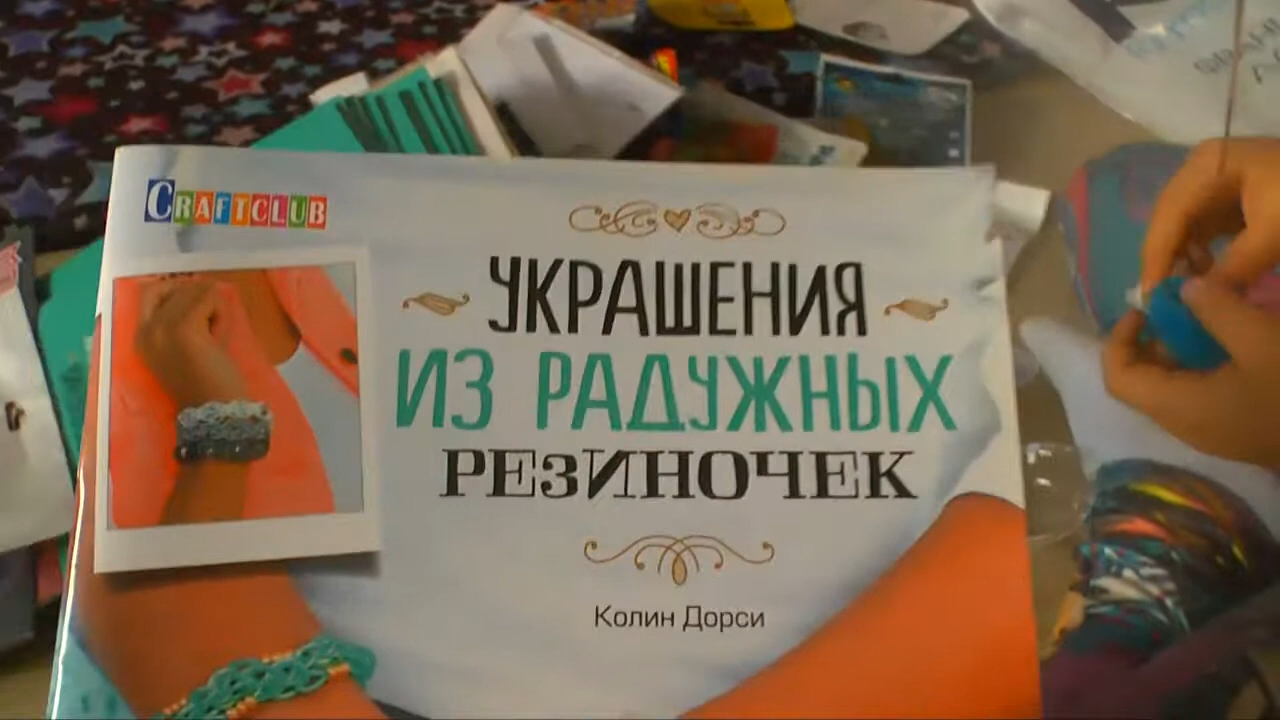 CRAFTCLUB
УКРАШЕНИЯ
ИЗ РАДУЖНЫХ
РЕЗИНОЧЕК
Колин Дорси